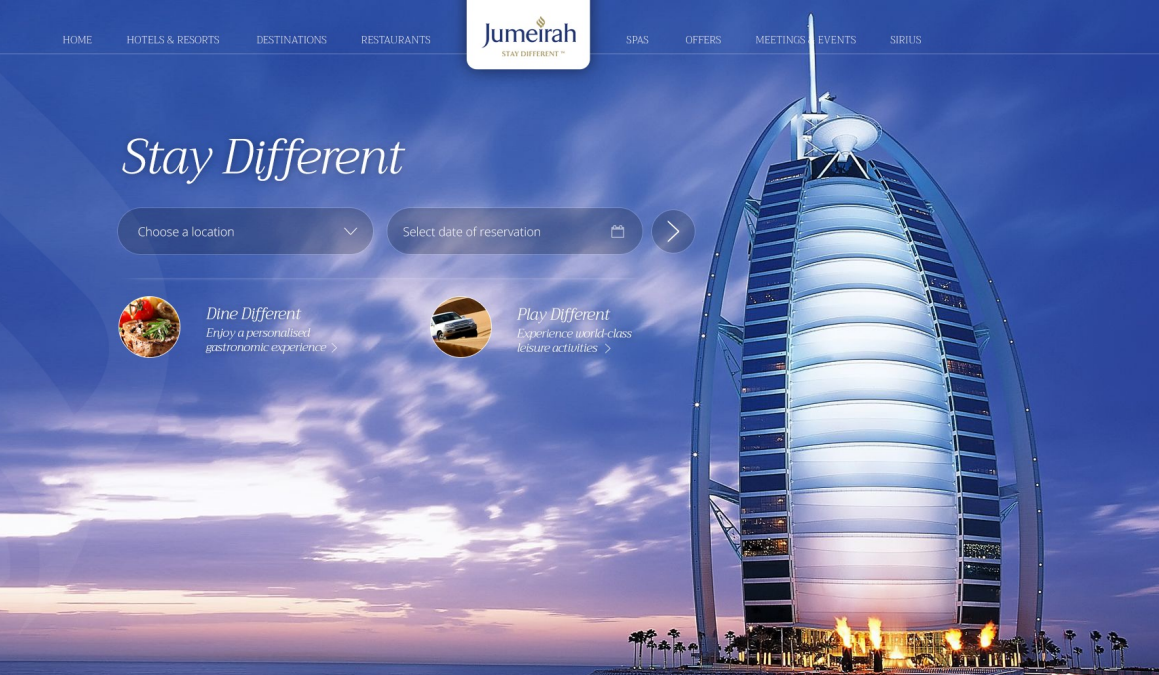 HOME
HOTELS & RESORTS
DESTINATIONS
RESTAURANTS
Jumeirah
STAY DIFFERENT™
SPAS
OFFERS
MEETINGS & EVENTS
SIRIUS
Stay Different
Choose a location
Select date of reservation
Dine Different
Enjoy a personalised
gastronomic experience
Play Different
Experience world-class
leisure activities